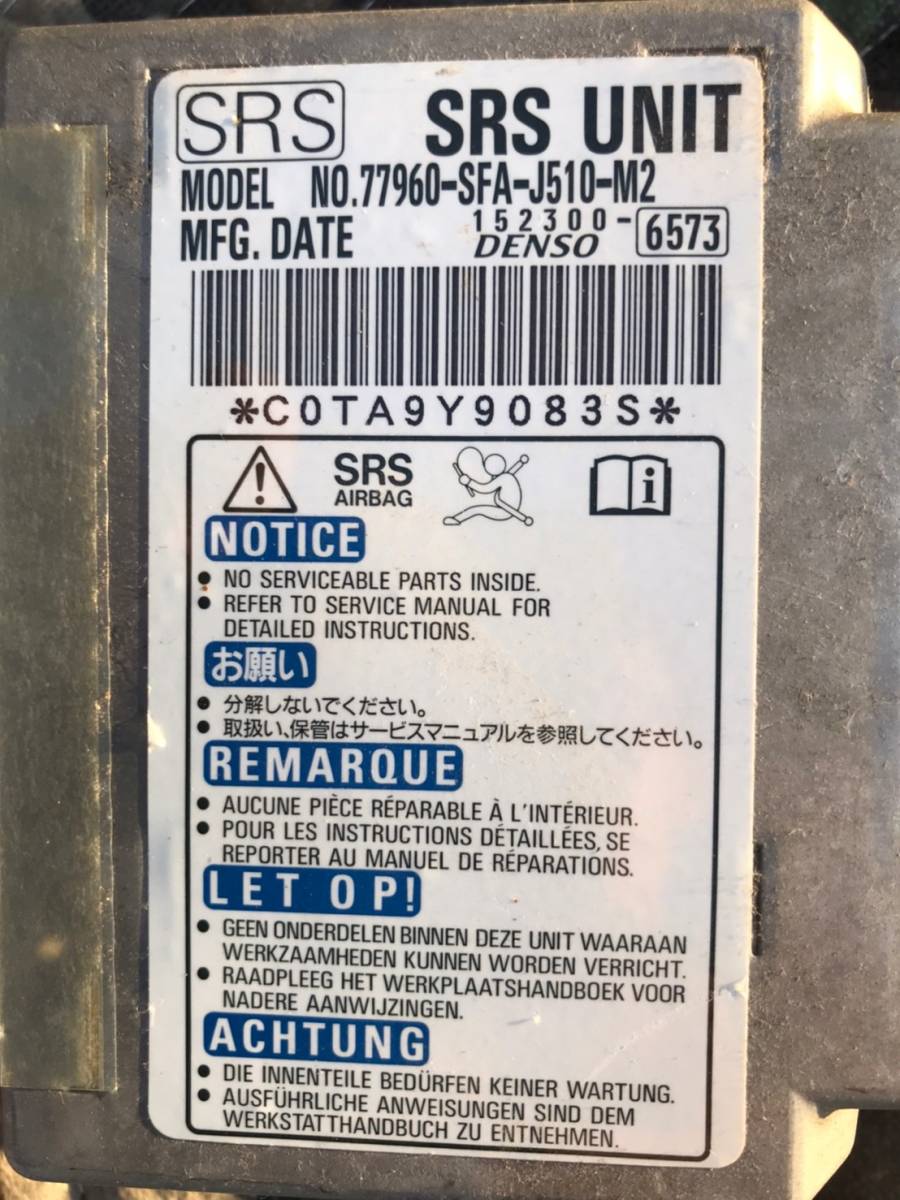 SRS SRS UNIT
MODEL NO.77960-SFA-J510-M2
MFG. DATE 152300-6573
DENSO
*C0TA9Y9083S*
SRS
AIRBAG
i
NOTICE
● NO SERVICEABLE PARTS INSIDE.
● REFER TO SERVICE MANUAL FOR
DETAILED INSTRUCTIONS.
お願い
● 分解しないでください。
● 取扱い、保管はサービスマニュアルを参照してください。
REMARQUE
● AUCUNE PIÈCE RÉPARABLE À L'INTÉRIEUR.
● POUR LES INSTRUCTIONS DÉTAILLÉES, SE
REPORTER AU MANUEL DE RÉPARATIONS.
LET OP!
● GEEN ONDERDELEN BINNEN DEZE UNIT WAARAAN
WERKZAAMHEDEN KUNNEN WORDEN VERRICHT.
● RAADPLEEG HET WERKPLAATSHANDBOEK VOOR
NADERE AANWIJZINGEN.
ACHTUNG
● DIE INNENTEILE BEDÜRFEN KEINER WARTUNG.
● AUSFÜHRLICHE ANWEISUNGEN SIND DEM
WERKSTATTHANDBUCH ZU ENTNEHMEN.